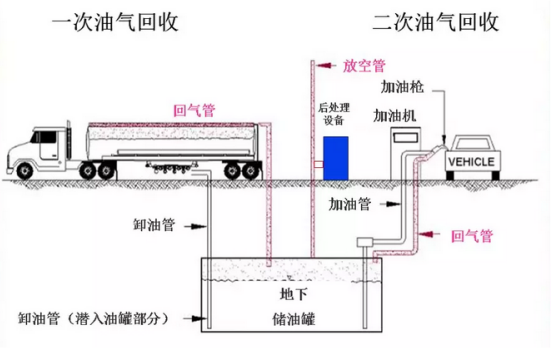 一次油气回收
二次油气回收
放空管
加油枪
回气管
后处理
设备
加油机
VEHICLE
卸油管
加油管
回气管
地下
储油罐
卸油管（潜入油罐部分）